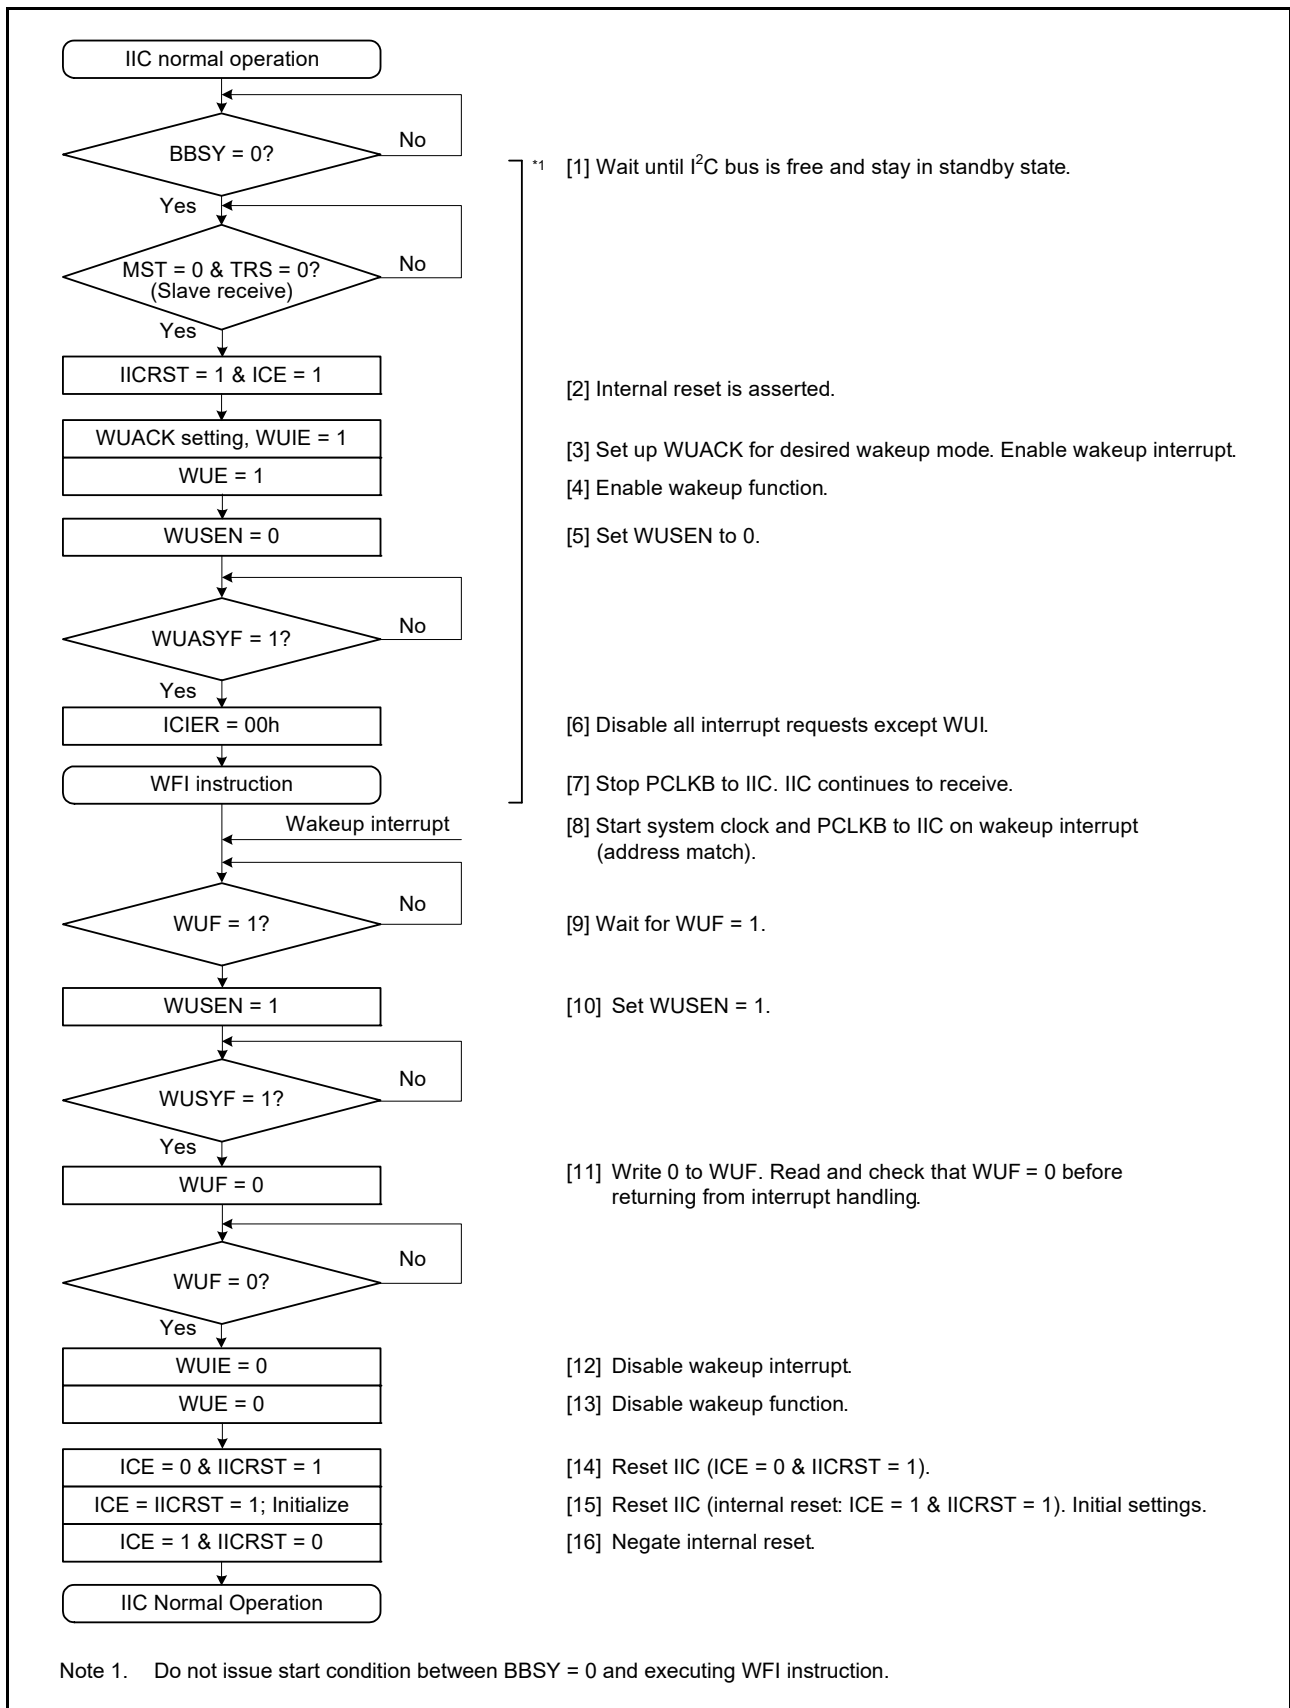 IIC normal operation
BBSY = 0?
No
*1 [1] Wait until I²C bus is free and stay in standby state.
Yes
MST = 0 & TRS = 0?
(Slave receive)
No
Yes
IICRST = 1 & ICE = 1
[2] Internal reset is asserted.
WUACK setting, WUIE = 1
[3] Set up WUACK for desired wakeup mode. Enable wakeup interrupt.
WUE = 1
[4] Enable wakeup function.
WUSEN = 0
[5] Set WUSEN to 0.
WUASYF = 1?
No
Yes
ICIER = 00h
[6] Disable all interrupt requests except WUI.
WFI instruction
[7] Stop PCLKB to IIC. IIC continues to receive.
Wakeup interrupt
[8] Start system clock and PCLKB to IIC on wakeup interrupt
(address match).
WUF = 1?
No
[9] Wait for WUF = 1.
WUSEN = 1
[10] Set WUSEN = 1.
WUSYF = 1?
No
Yes
WUF = 0
[11] Write 0 to WUF. Read and check that WUF = 0 before
returning from interrupt handling.
WUF = 0?
No
Yes
WUIE = 0
[12] Disable wakeup interrupt.
WUE = 0
[13] Disable wakeup function.
ICE = 0 & IICRST = 1
[14] Reset IIC (ICE = 0 & IICRST = 1).
ICE = IICRST = 1; Initialize
[15] Reset IIC (internal reset: ICE = 1 & IICRST = 1). Initial settings.
ICE = 1 & IICRST = 0
[16] Negate internal reset.
IIC Normal Operation
Note 1. Do not issue start condition between BBSY = 0 and executing WFI instruction.